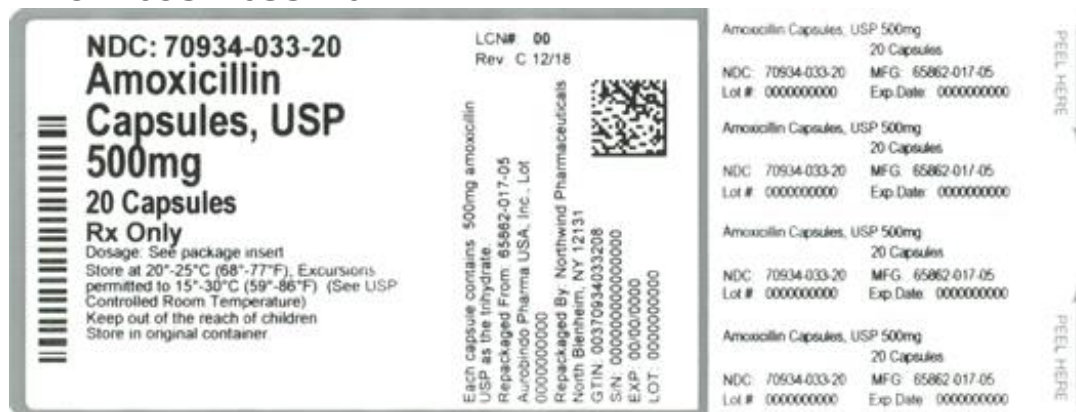 NDC: 70934-033-20
Amoxicillin
Capsules, USP
500mg
20 Capsules
Rx Only
Dosage: See package insert
Store at 20°-25°C (68°-77°F), Excursions
permitted to 15°-30°C (59°-86°F) (See USP
Controlled Room Temperature)
Keep out of the reach of children
Store in original container
LCN# 00
Rev. C 12/18
Each capsule contains 500mg amoxicillin
USP as the trihydrate.
Repackaged From: 65862-017-05
Aurobindo Pharma USA, Inc., Lot
0000000000
Repackaged By: Northwind Pharmaceuticals
North Blenheim, NY 12131
GTIN: 00370934033208
EXP: 00/00/0000
LOT: 0000000000
Amoxicillin Capsules, USP 500mg
20 Capsules
NDC: 70934-033-20 MFG: 65862-017-05
Lot # 0000000000 Exp Date: 0000000000
Amoxicillin Capsules, USP 500mg
20 Capsules
NDC: 70934-033-20 MFG: 65862-017-05
Lot # 0000000000 Exp Date: 0000000000
Amoxicillin Capsules, USP 500mg
20 Capsules
NDC: 70934-033-20 MFG: 65862-017-05
Lot # 0000000000 Exp Date: 0000000000
Amoxicillin Capsules, USP 500mg
20 Capsules
NDC: 70934-033-20 MFG: 65862-017-05
Lot # 0000000000 Exp Date: 0000000000
PEEL HERE
PEEL HERE